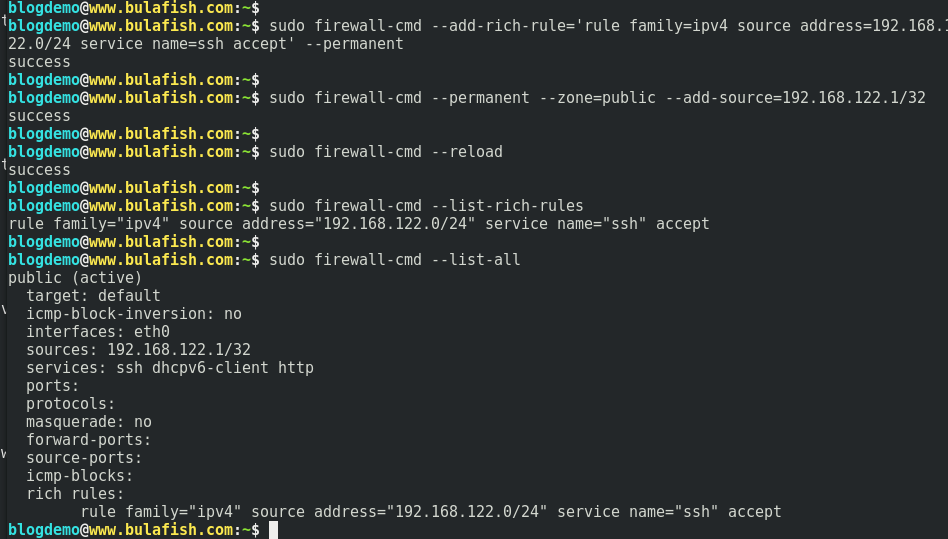 blogdemo@www.bulafish.com:~$
blogdemo@www.bulafish.com:~$ sudo firewall-cmd --add-rich-rule='rule family=ipv4 source address=192.168.1
22.0/24 service name=ssh accept' --permanent
success
blogdemo@www.bulafish.com:~$
blogdemo@www.bulafish.com:~$ sudo firewall-cmd --permanent --zone=public --add-source=192.168.122.1/32
success
blogdemo@www.bulafish.com:~$
blogdemo@www.bulafish.com:~$ sudo firewall-cmd --reload
success
blogdemo@www.bulafish.com:~$
blogdemo@www.bulafish.com:~$ sudo firewall-cmd --list-rich-rules
rule family="ipv4" source address="192.168.122.0/24" service name="ssh" accept
blogdemo@www.bulafish.com:~$
blogdemo@www.bulafish.com:~$ sudo firewall-cmd --list-all
public (active)
  target: default
  icmp-block-inversion: no
  interfaces: eth0
  sources: 192.168.122.1/32
  services: ssh dhcpv6-client http
  ports:
  protocols:
  masquerade: no
  forward-ports:
  source-ports:
  icmp-blocks:
  rich rules:
        rule family="ipv4" source address="192.168.122.0/24" service name="ssh" accept
blogdemo@www.bulafish.com:~$